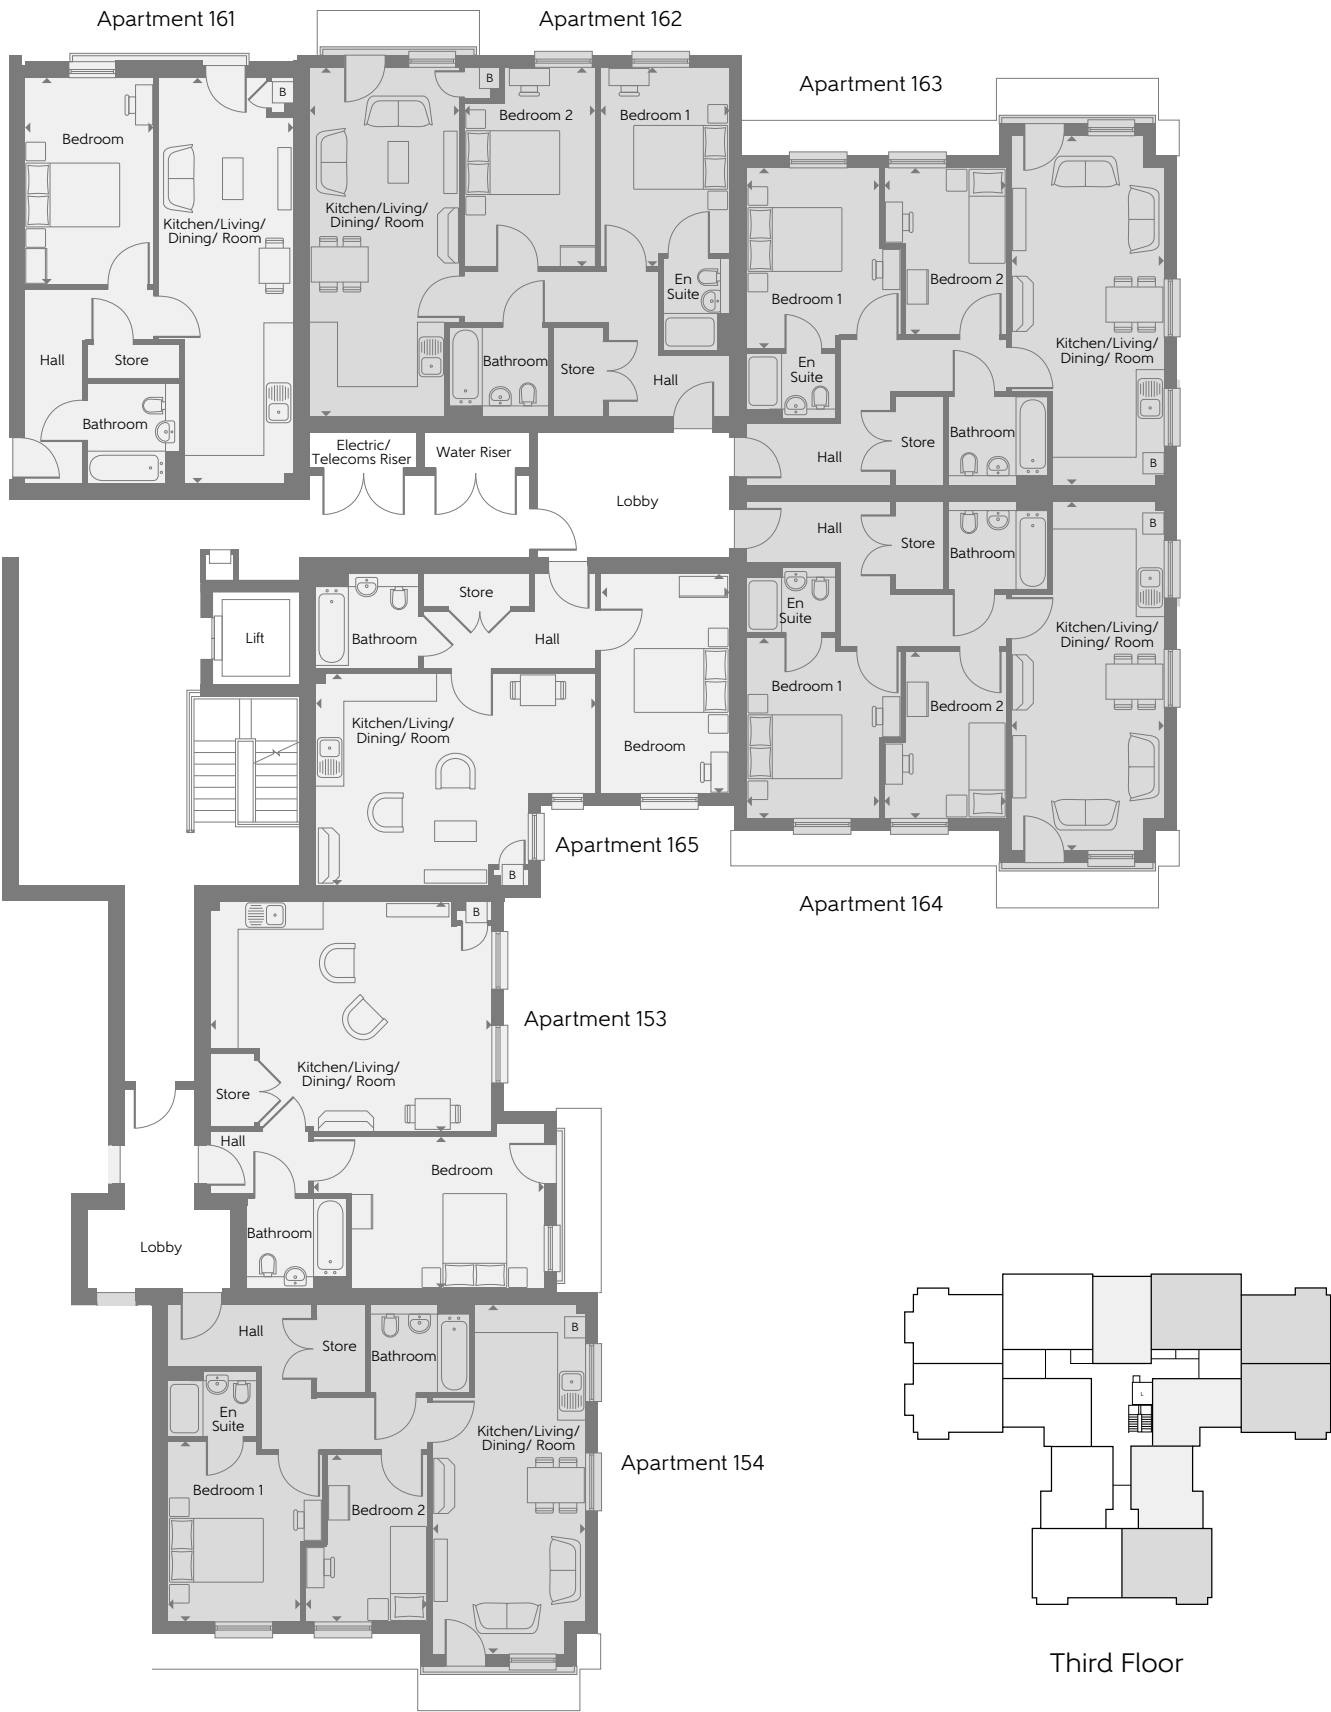 Apartment 161
Apartment 162
Apartment 163
B
Bedroom
Kitchen/Living/
Dining/ Room
Hall
Store
Bathroom
B
Bedroom 2
Bedroom 1
Kitchen/Living/
Dining/ Room
En
Suite
Bathroom
Store
Hall
Bedroom 1
Bedroom 2
Kitchen/Living/
Dining/ Room
En
Suite
Hall
Store
Bathroom
B
Electric/
Telecoms Riser
Water Riser
Lobby
Hall
Store
Bathroom
B
En
Suite
Kitchen/Living/
Dining/ Room
Bedroom 1
Bedroom 2
Lift
Store
Bathroom
Hall
Kitchen/Living/
Dining/ Room
Bedroom
B
Apartment 165
Apartment 164
B
Apartment 153
Kitchen/Living/
Dining/ Room
Store
Hall
Bedroom
Bathroom
Lobby
Hall
Store
Bathroom
B
En
Suite
Kitchen/Living/
Dining/ Room
Bedroom 1
Bedroom 2
Apartment 154
L
Third Floor